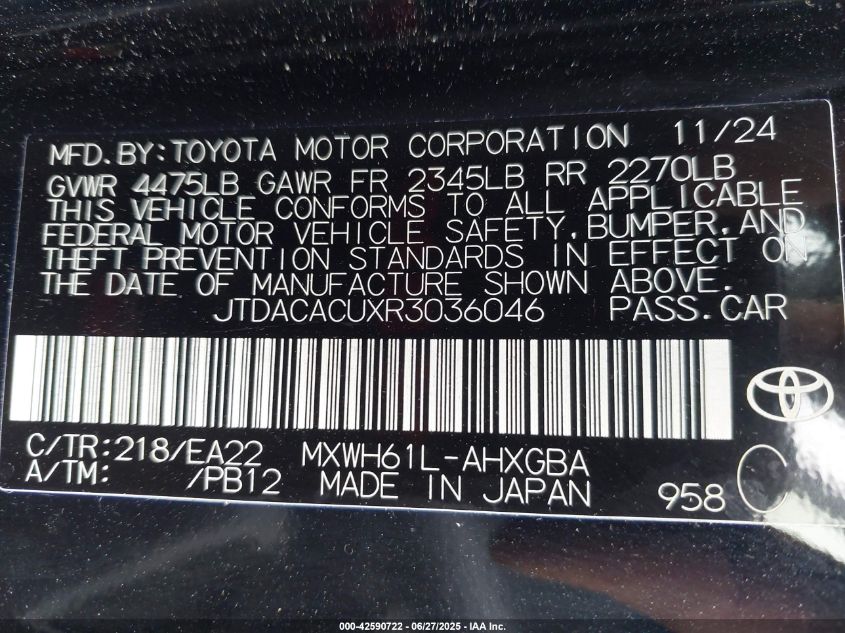 MFD.BY:TOYOTA MOTOR CORPORATION 11/24
GVWR 4475LB GAWR FR 2345LB RR 2270LB
THIS VEHICLE CONFORMS TO ALL APPLICABLE
FEDERAL MOTOR VEHICLE SAFETY,BUMPER,AND
THEFT PREVENTION STANDARDS IN EFFECT ON
THE DATE OF MANUFACTURE SHOWN ABOVE.
JTDACACUXR3036046 PASS.CAR
C/TR:218/EA22 MXWH61L-AHXGBA
A/TM: /PB12 MADE IN JAPAN 958 C
000-42590722 - 06/27/2025 - IAA Inc.